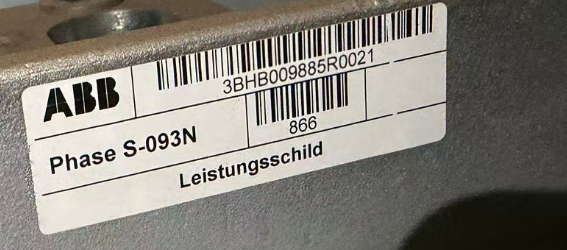 ABB
3BHB009885R0021
Phase S-093N
866
Leistungsschild